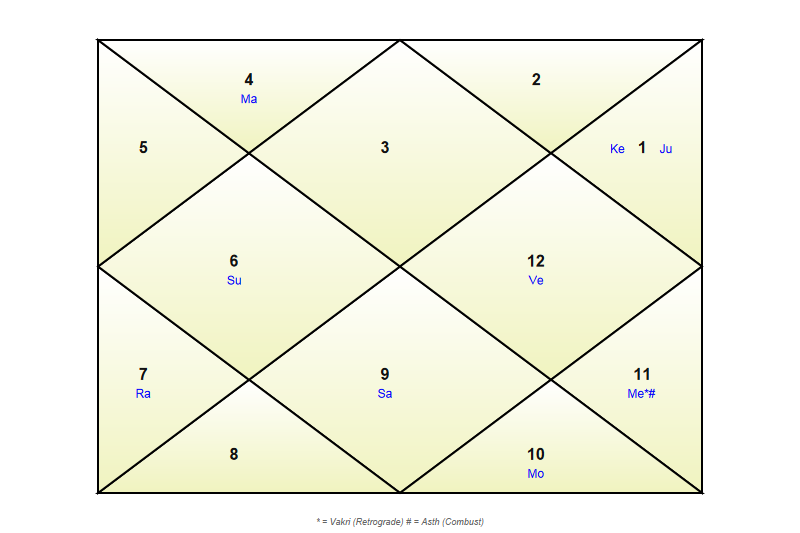 4
Ma
2
5
3
Ke 1 Ju
6
Su
12
Ve
7
Ra
9
Sa
11
Me*#
8
10
Mo
* = Vakri (Retrograde) # = Asth (Combust)